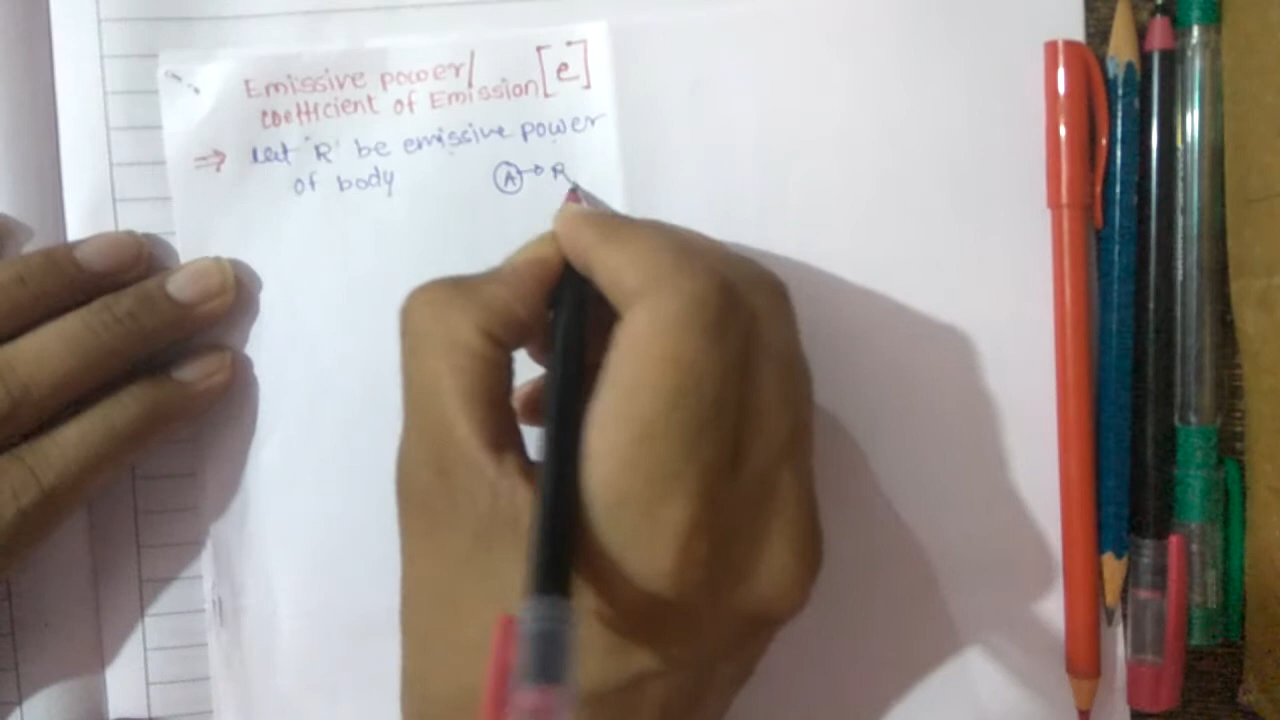 Emissive power/
coefficient of Emission [e]
⇒ Let 'R' be emissive power
of body
A → R